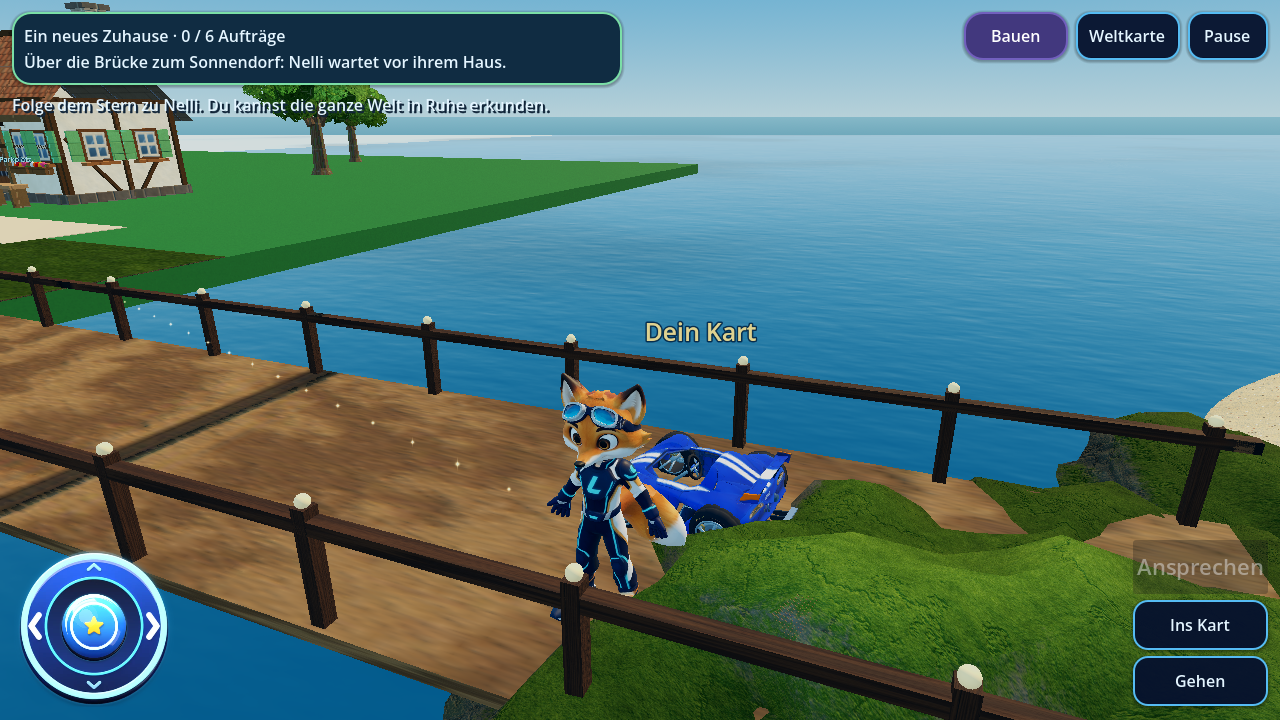 Ein neues Zuhause · 0 / 6 Aufträge
Über die Brücke zum Sonnendorf: Nelli wartet vor ihrem Haus.
Bauen
Weltkarte
Pause
Folge dem Stern zu Nelli. Du kannst die ganze Welt in Ruhe erkunden.
Dein Kart
L
Ansprechen
Ins Kart
Gehen